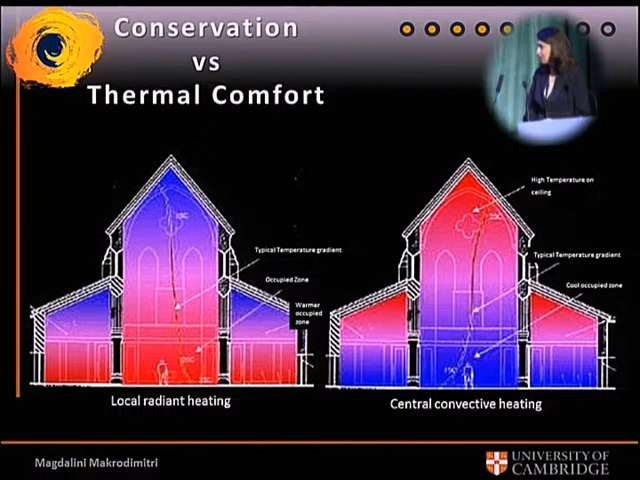 Conservation
vs
Thermal Comfort
High Temperature on
ceiling
Typical Temperature gradient
Occupied Zone
Warmer
occupied
zone
Typical Temperature gradient
Cool occupied zone
Local radiant heating
Central convective heating
Magdalini Makrodimitri
UNIVERSITY OF
CAMBRIDGE